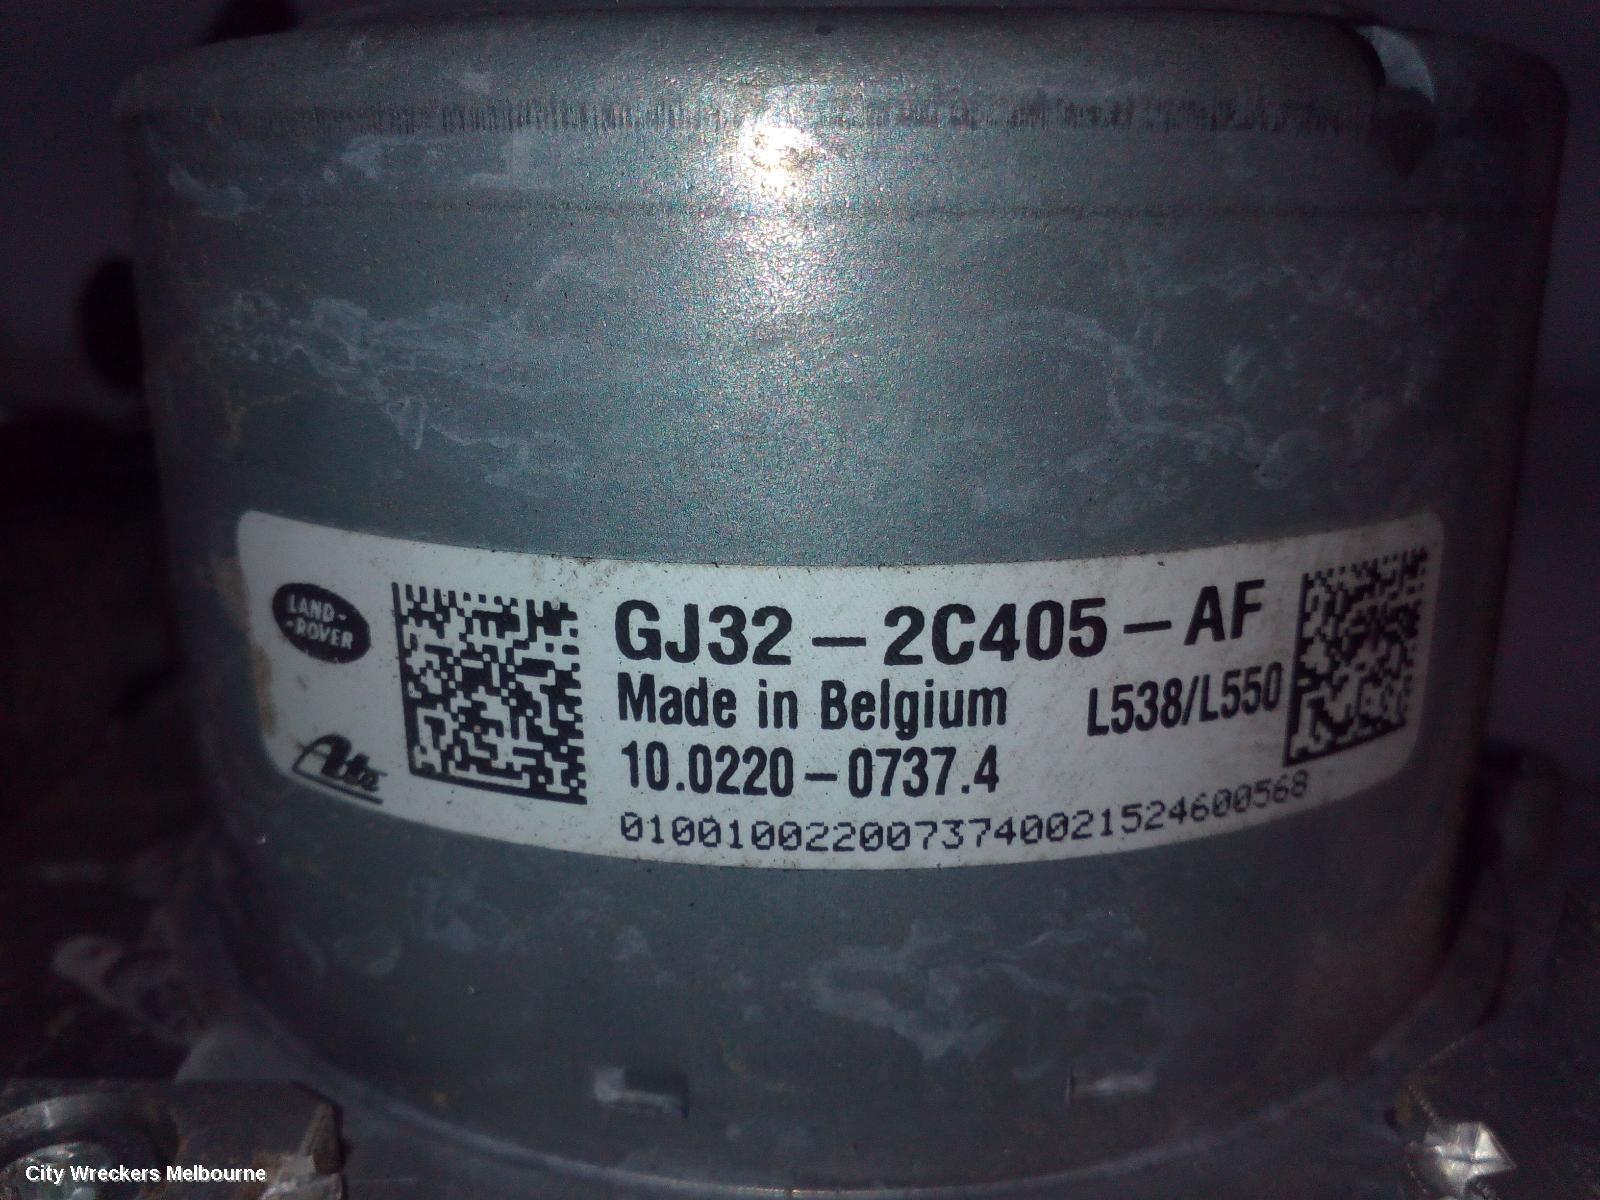 LAND-
-ROVER
Ate
GJ32-2C405-AF
Made in Belgium L538/L550
10.0220-0737.4
0100100220073740021524600568
City Wreckers Melbourne